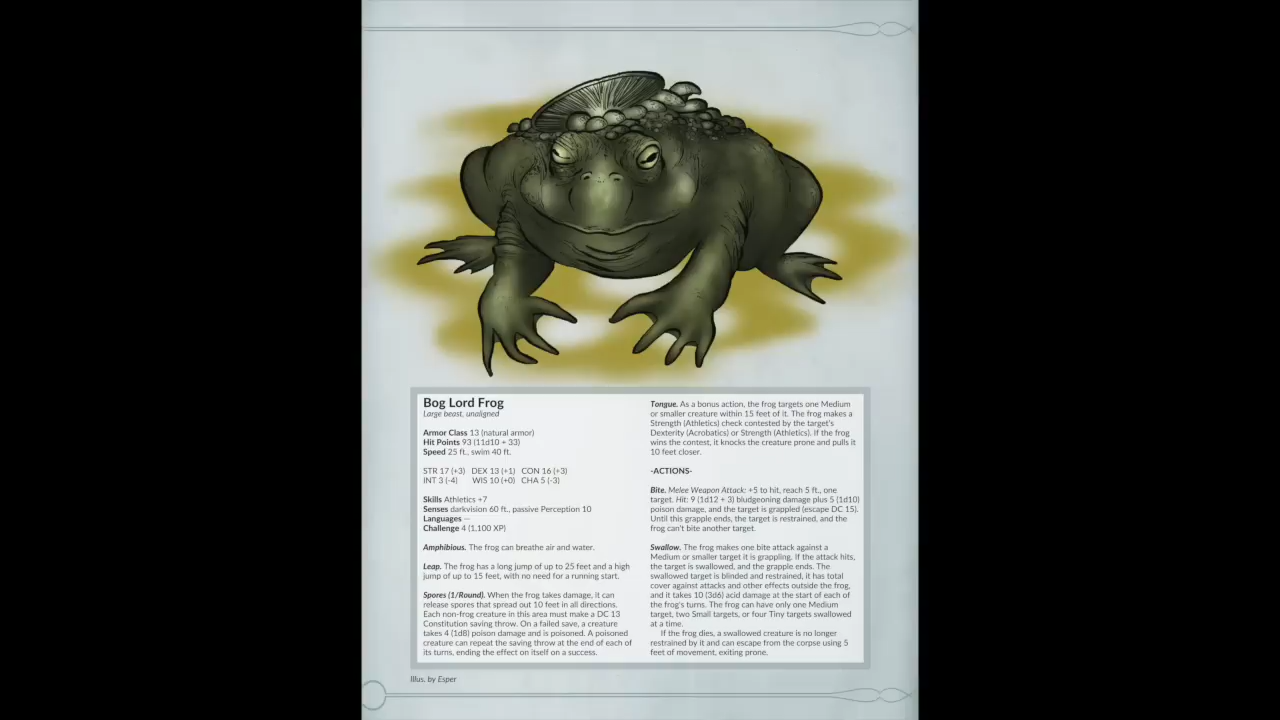 Bog Lord Frog
Large beast, unaligned
Armor Class 13 (natural armor)
Hit Points 93 (11d10 + 33)
Speed 25 ft., swim 40 ft.
STR 17 (+3) DEX 13 (+1) CON 16 (+3)
INT 3 (-4) WIS 10 (+0) CHA 5 (-3)
Skills Athletics +7
Senses darkvision 60 ft., passive Perception 10
Languages —
Challenge 4 (1,100 XP)
Amphibious. The frog can breathe air and water.
Leap. The frog has a long jump of up to 25 feet and a high
jump of up to 15 feet, with no need for a running start.
Spores (1/Round). When the frog takes damage, it can
release spores that spread out 10 feet in all directions.
Each non-frog creature in this area must make a DC 13
Constitution saving throw. On a failed save, a creature
takes 4 (1d8) poison damage and is poisoned. A poisoned
creature can repeat the saving throw at the end of each of
its turns, ending the effect on itself on a success.
Tongue. As a bonus action, the frog targets one Medium
or smaller creature within 15 feet of it. The frog makes a
Strength (Athletics) check contested by the target's
Dexterity (Acrobatics) or Strength (Athletics). If the frog
wins the contest, it knocks the creature prone and pulls it
10 feet closer.
-ACTIONS-
Bite. Melee Weapon Attack: +5 to hit, reach 5 ft., one
target. Hit: 9 (1d12 + 3) bludgeoning damage plus 5 (1d10)
poison damage, and the target is grappled (escape DC 15).
Until this grapple ends, the target is restrained, and the
frog can't bite another target.
Swallow. The frog makes one bite attack against a
Medium or smaller target it is grappling. If the attack hits,
the target is swallowed, and the grapple ends. The
swallowed target is blinded and restrained, it has total
cover against attacks and other effects outside the frog,
and it takes 10 (3d6) acid damage at the start of each of
the frog's turns. The frog can have only one Medium
target, two Small targets, or four Tiny targets swallowed
at a time.
If the frog dies, a swallowed creature is no longer
restrained by it and can escape from the corpse using 5
feet of movement, exiting prone.
Illus. by Esper